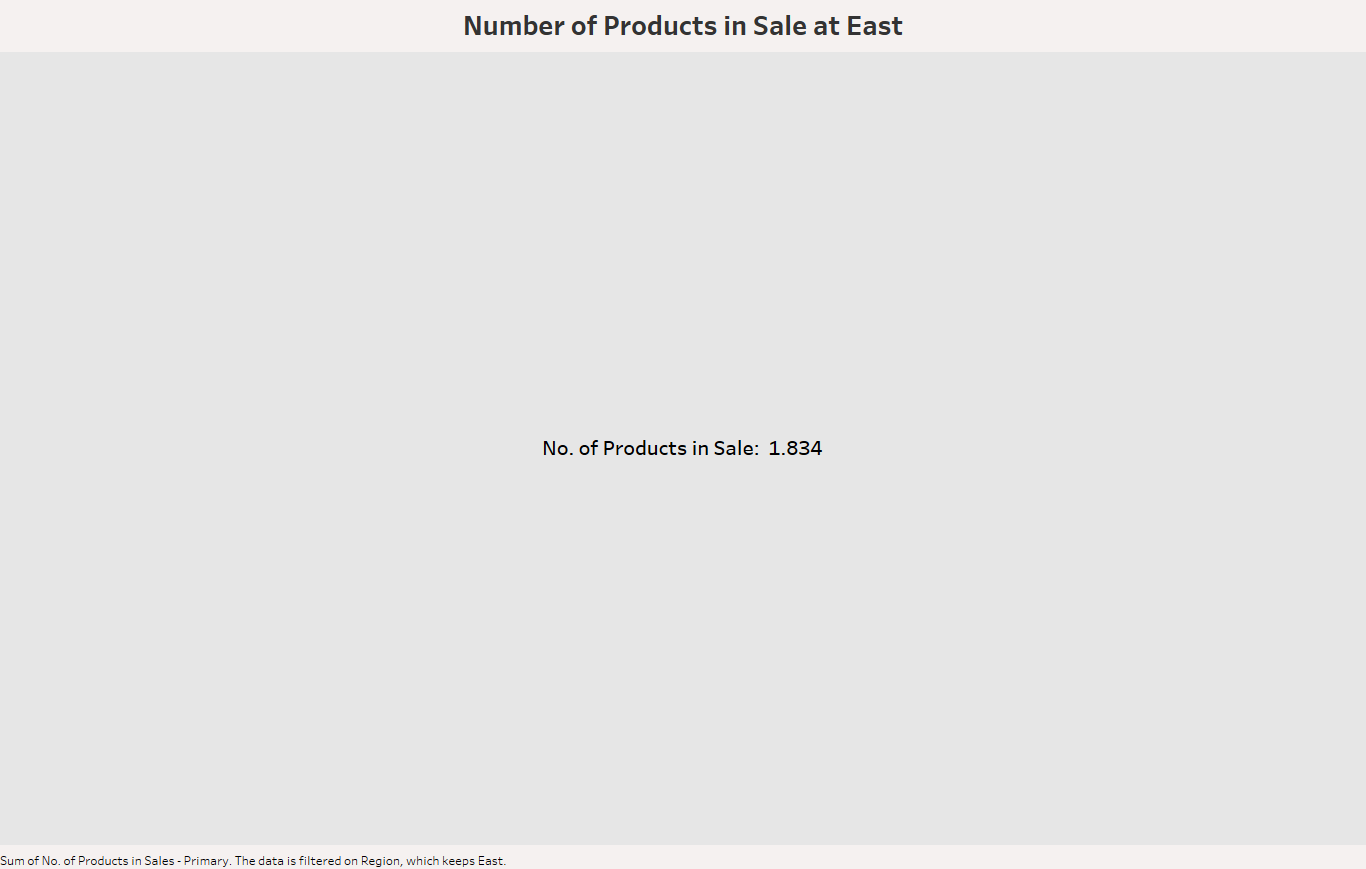 Number of Products in Sale at East
No. of Products in Sale: 1.834
Sum of No. of Products in Sales - Primary. The data is filtered on Region, which keeps East.